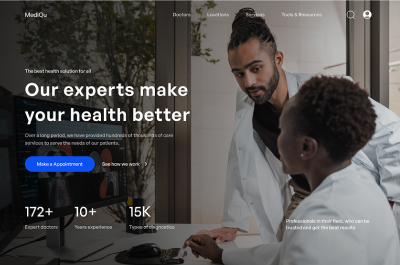 MediQu
Doctors Locations Services Tools & Resources
The best health solution for all
Our experts make
your health better
Over a long period, we have provided hundreds of thousands of care
services to serve the needs of our patients.
Make a Appointment See how we work
172+ 10+ 15K
Expert doctors Years experience Types of diagnostics
Professionals in their field, who can be
trusted and get the best results